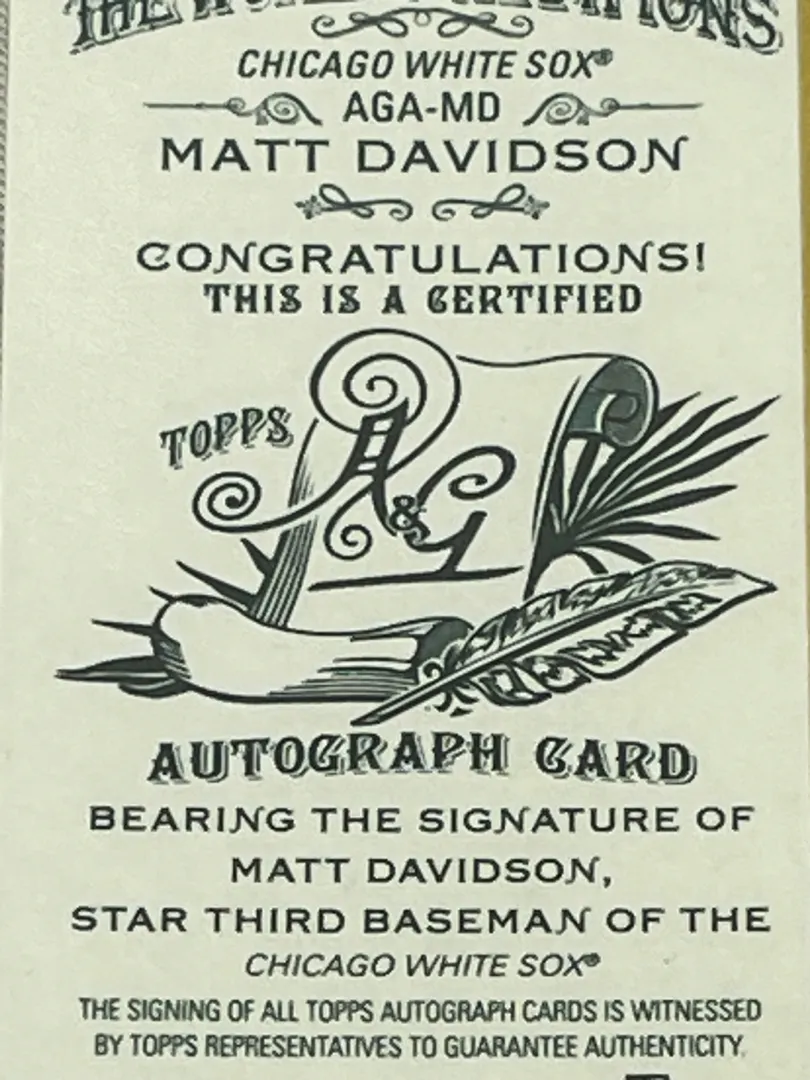 THE
CHICAGO WHITE SOX®
AGA-MD
MATT DAVIDSON
CONGRATULATIONS!
THIS IS A CERTIFIED
TOPPS
A&G
AUTOGRAPH CARD
BEARING THE SIGNATURE OF
MATT DAVIDSON,
STAR THIRD BASEMAN OF THE
CHICAGO WHITE SOX®
THE SIGNING OF ALL TOPPS AUTOGRAPH CARDS IS WITNESSED
BY TOPPS REPRESENTATIVES TO GUARANTEE AUTHENTICITY.